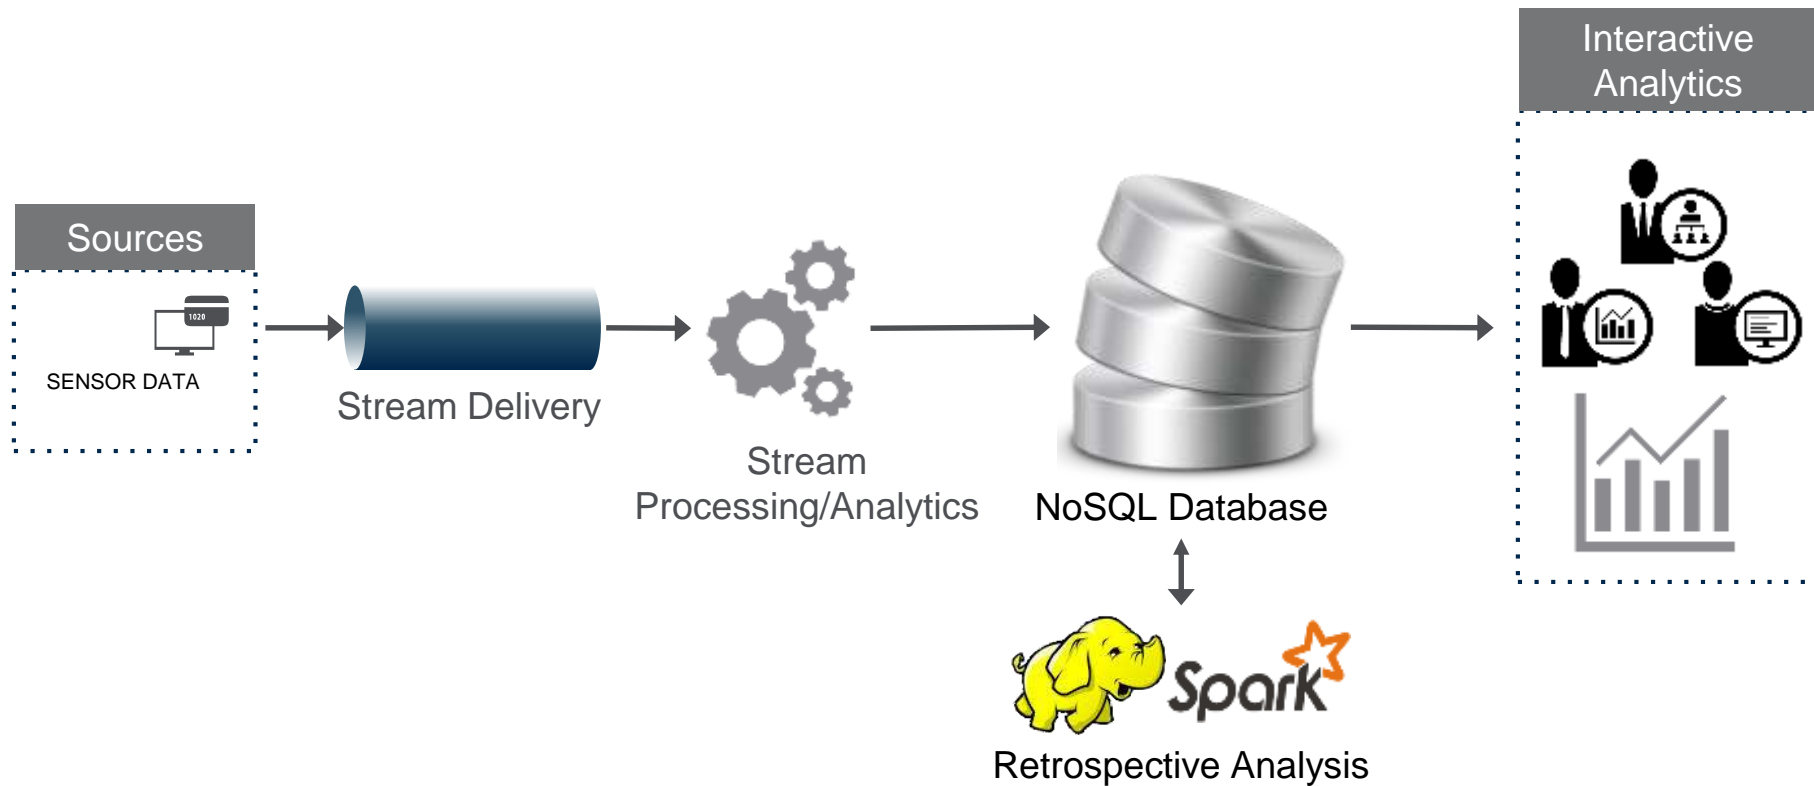 Interactive
Analytics
Sources
1020
SENSOR DATA
Stream Delivery
Stream
Processing/Analytics
NoSQL Database
Spark
Retrospective Analysis